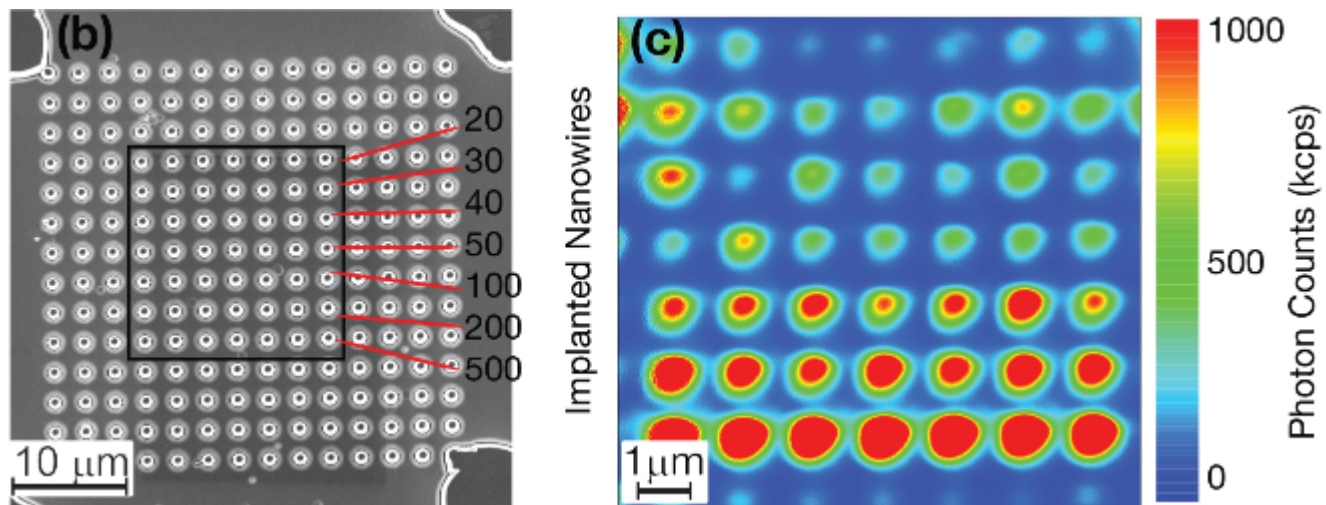 (b)
20
30
40
50
100
200
500
10 μm
Implanted Nanowires
(c)
1μm
1000
500
0
Photon Counts (kcps)